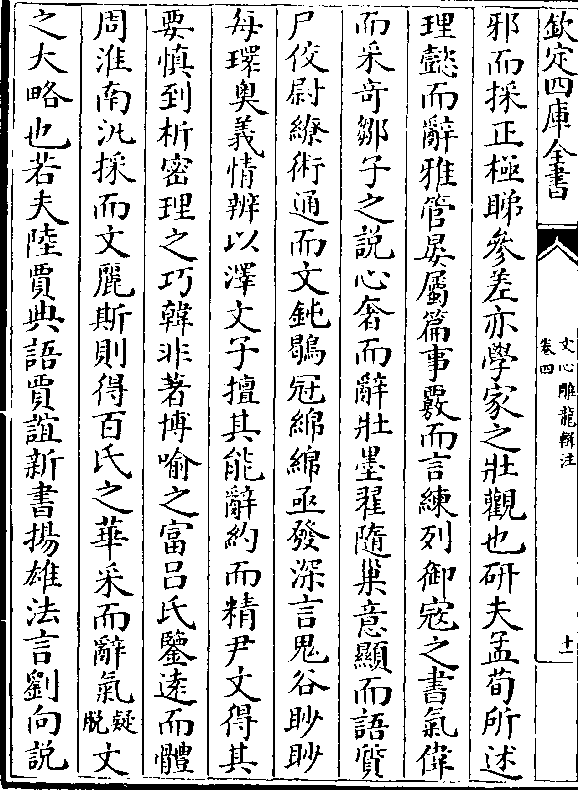 欽定四庫全書
文心雕龍輯注
卷四
十一
邪而採正極睇參差亦學家之壯觀也研夫孟荀所述
理懿而辭雅管晏屬篇事覈而言練列御寇之書氣偉
而采奇鄒子之說心奢而辭壯墨翟隨巢意顯而語質
尸佼尉繚術通而文鈍鶡冠綿綿亟發深言鬼谷眇眇
每環奥義情辨以澤文子擅其能辭約而精尹文得其
要慎到析密理之巧韓非著博喻之富呂氏鑒遠而體
周淮南汎採而文麗斯則得百氏之華采而辭氣疑脱文
之大略也若夫陸賈典語賈誼新書揚雄法言劉向説